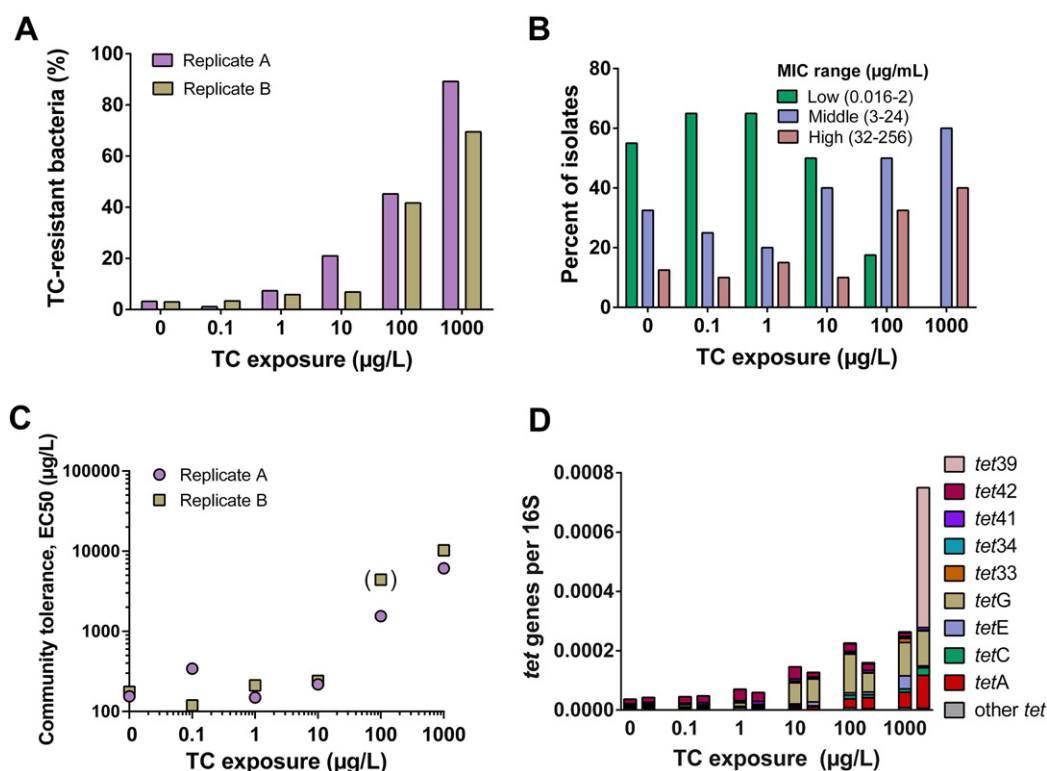 A
TC-resistant bacteria (%)
100
80
60
40
20
0
Replicate A
Replicate B
0 0.1 1 10 100 1000
TC exposure (µg/L)
B
Percent of isolates
80
60
40
20
0
MIC range (µg/mL)
Low (0.016-2)
Middle (3-24)
High (32-256)
0 0.1 1 10 100 1000
TC exposure (µg/L)
C
Community tolerance, EC50 (µg/L)
100000
10000
1000
100
Replicate A
Replicate B
( )
0 0.1 1 10 100 1000
TC exposure (µg/L)
D
tet genes per 16S
0.0008
0.0006
0.0004
0.0002
0.0000
0 0.1 1 10 100 1000
TC exposure (µg/L)
tet39
tet42
tet41
tet34
tet33
tetG
tetE
tetC
tetA
other tet